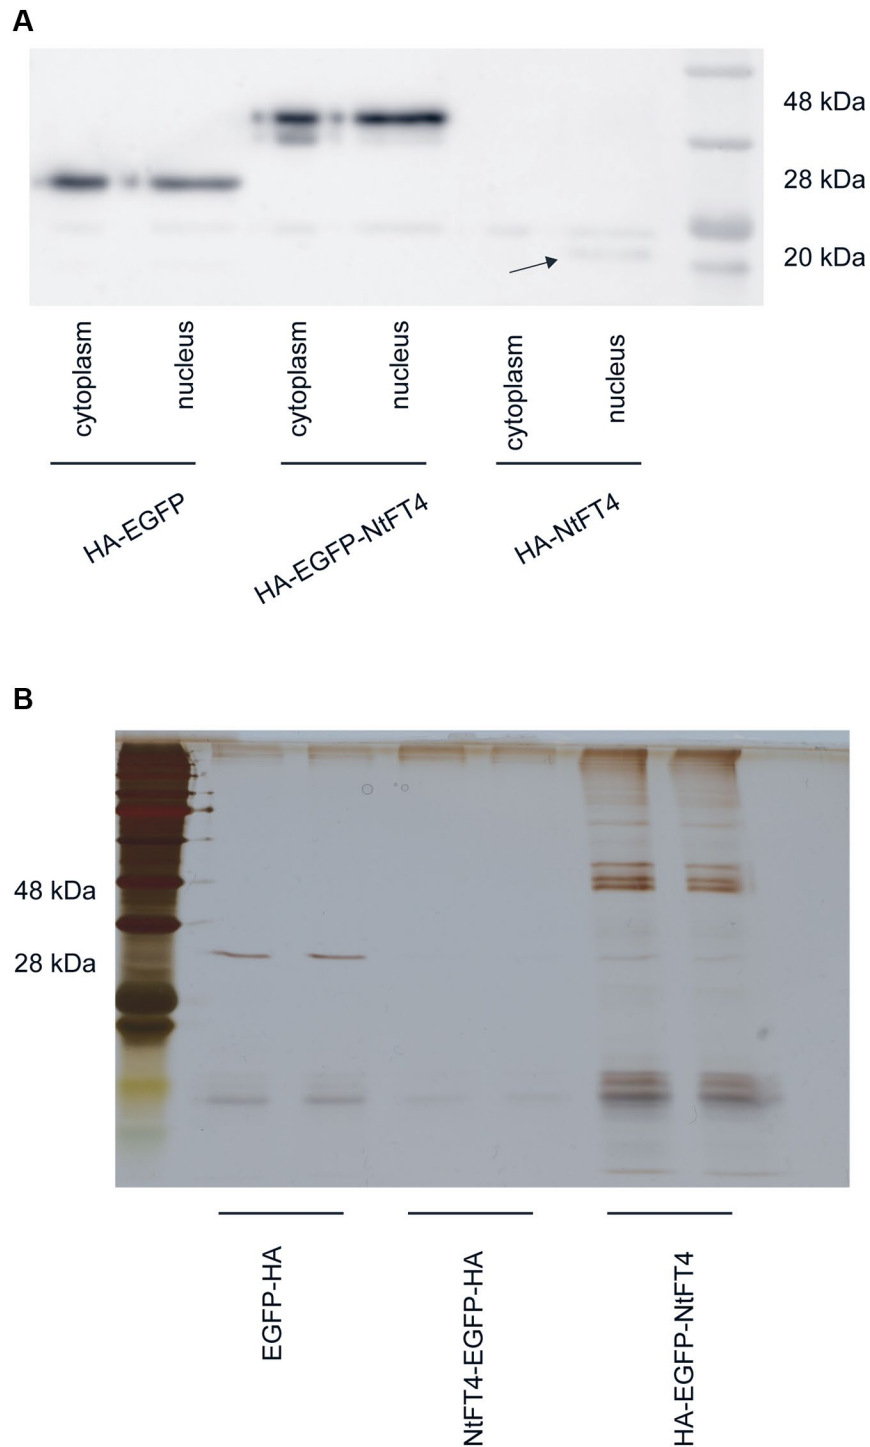 A
48 kDa
28 kDa
20 kDa
cytoplasm
nucleus
cytoplasm
nucleus
cytoplasm
nucleus
HA-EGFP
HA-EGFP-NtFT4
HA-NtFT4
B
48 kDa
28 kDa
EGFP-HA
NtFT4-EGFP-HA
HA-EGFP-NtFT4